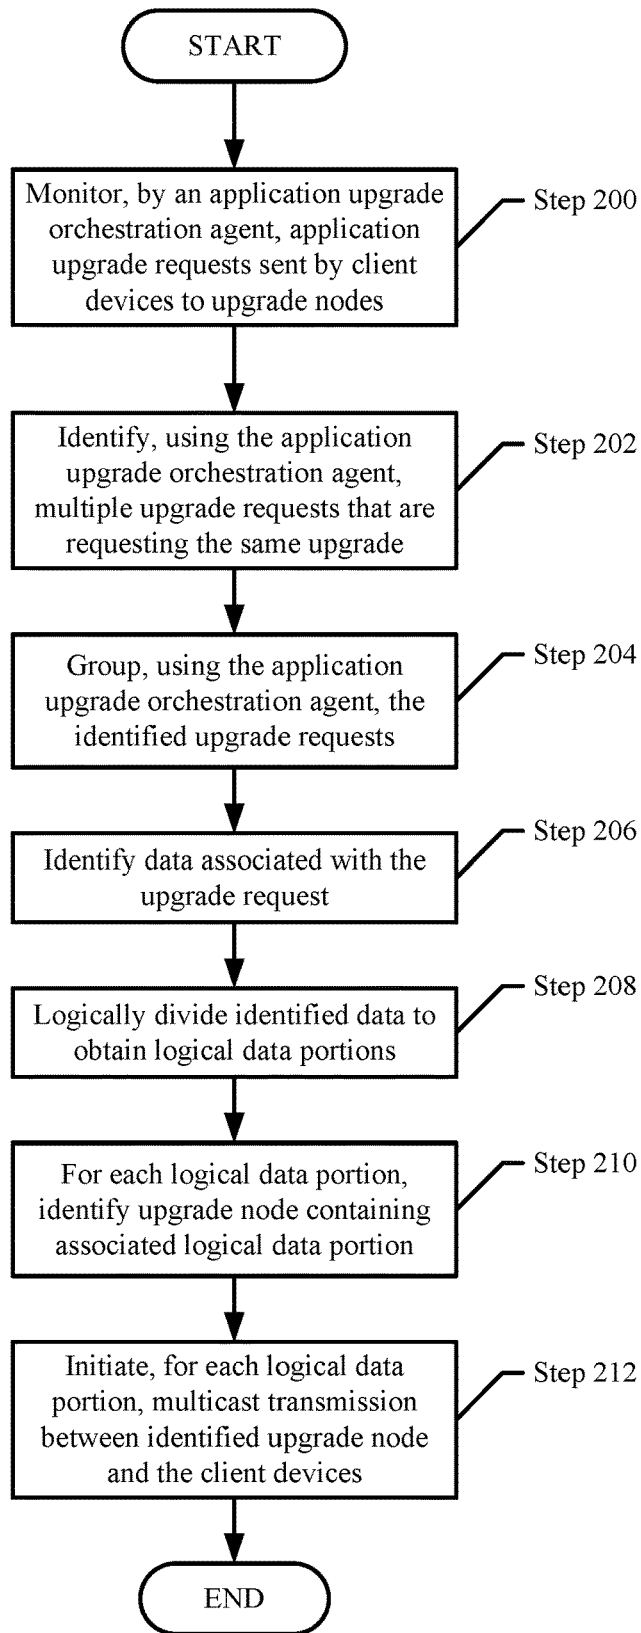 START
Monitor, by an application upgrade
orchestration agent, application
upgrade requests sent by client
devices to upgrade nodes
Step 200
Identify, using the application
upgrade orchestration agent,
multiple upgrade requests that are
requesting the same upgrade
Step 202
Group, using the application
upgrade orchestration agent, the
identified upgrade requests
Step 204
Identify data associated with the
upgrade request
Step 206
Logically divide identified data to
obtain logical data portions
Step 208
For each logical data portion,
identify upgrade node containing
associated logical data portion
Step 210
Initiate, for each logical data
portion, multicast transmission
between identified upgrade node
and the client devices
Step 212
END